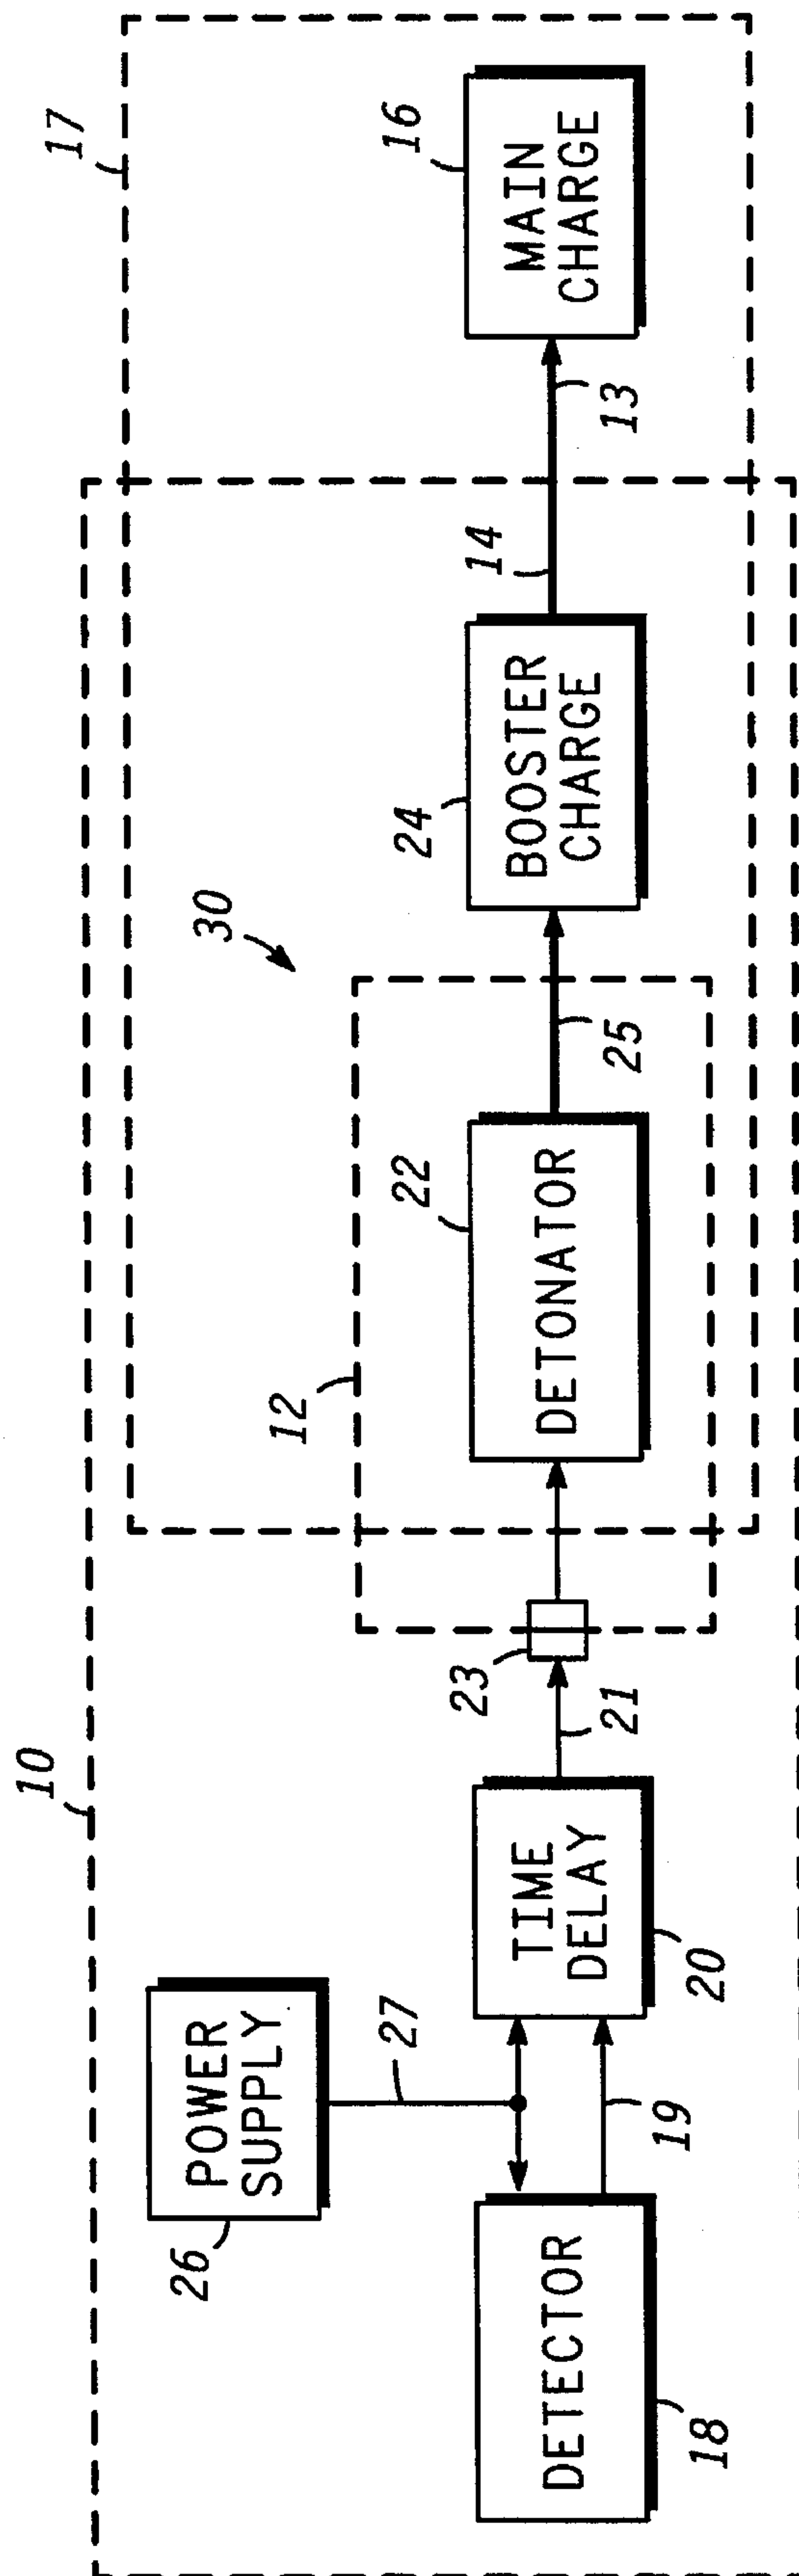 10
17
POWER
SUPPLY
26
27
DETECTOR
18
19
TIME
DELAY
20
21
23
12
DETONATOR
22
25
30
BOOSTER
CHARGE
24
14
13
MAIN
CHARGE
16